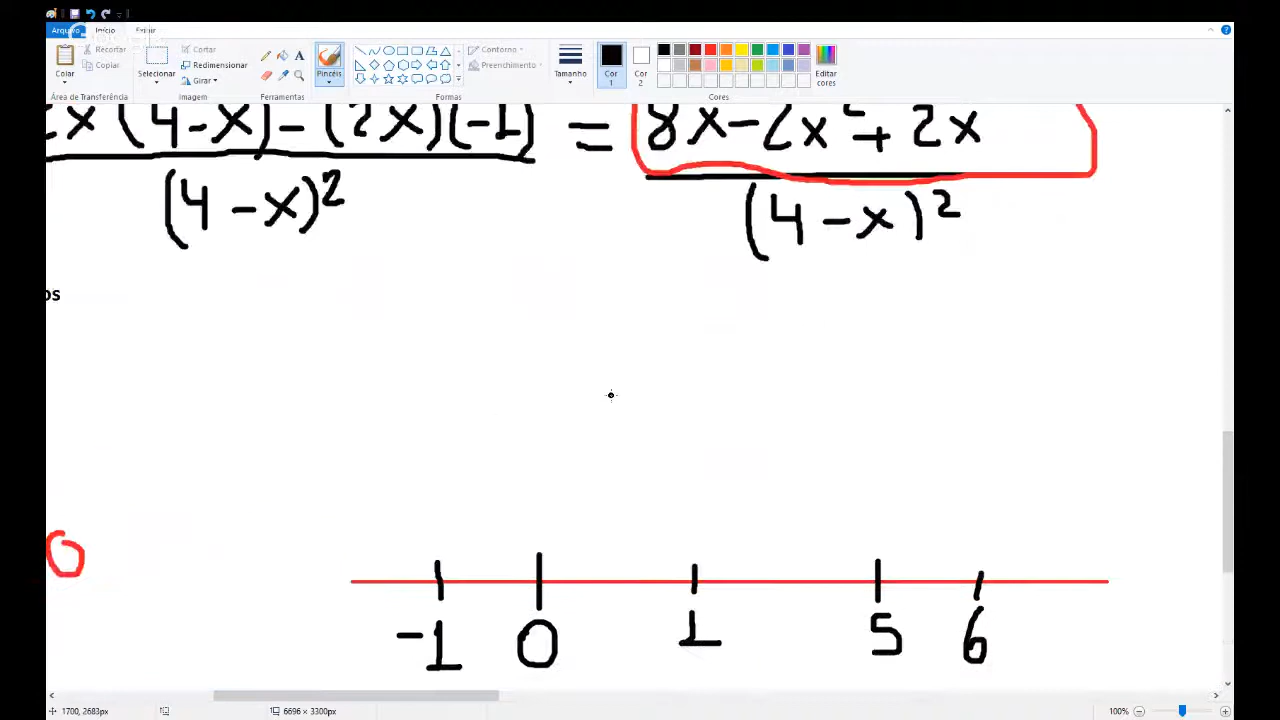 Arquivo Início Exibir
Colar Recortar Copiar Selecionar Cortar Redimensionar Girar Pincéis Contorno Preenchimento Tamanho Cor 1 Cor 2 Editar cores
Área de Transferência Imagem Ferramentas Formas Cores
x (4-x) - (2x)(-1) = 8x - 2x² + 2x
(4-x)² (4-x)²
os
0
-1 0 1 5 6
1700, 2683px 6696 × 3300px 100%